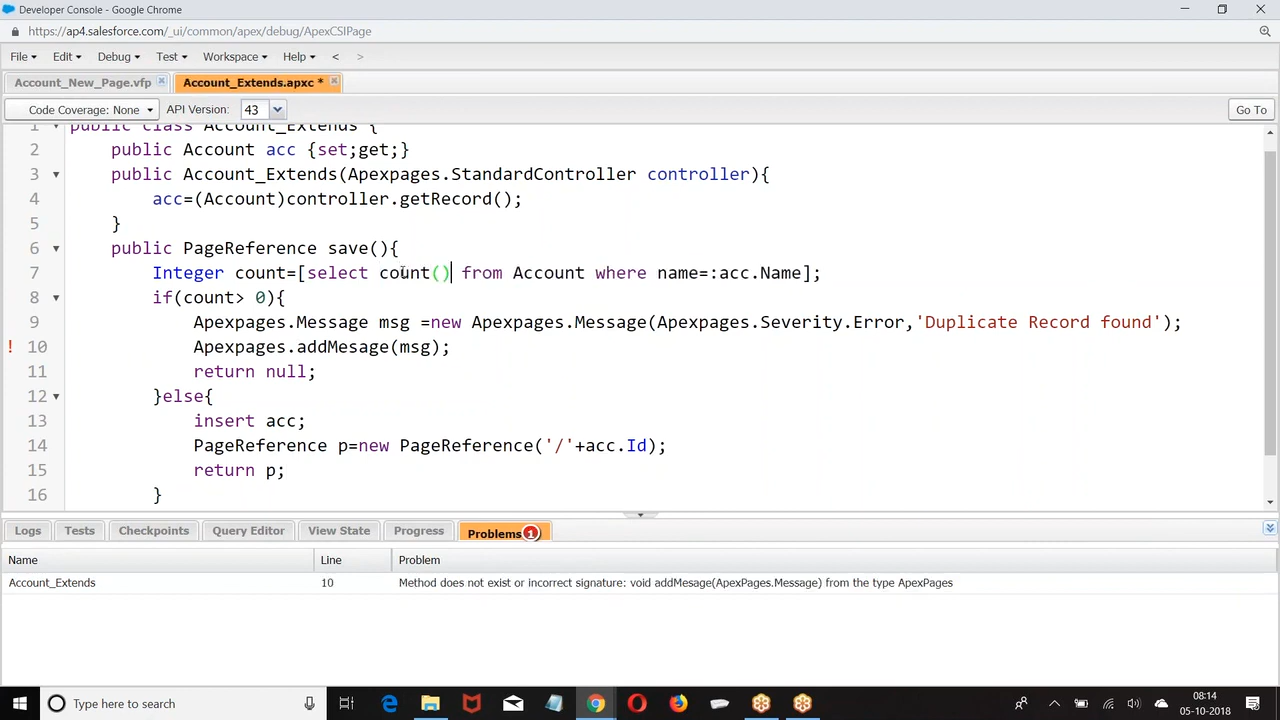 Developer Console - Google Chrome
https://ap4.salesforce.com/_ui/common/apex/debug/ApexCSIPage
File Edit Debug Test Workspace Help < >
Account_New_Page.vfp Account_Extends.apxc *
Code Coverage: None API Version: 43 Go To
1 public class Account_Extends {
2 public Account acc {set;get;}
3 public Account_Extends(Apexpages.StandardController controller){
4 acc=(Account)controller.getRecord();
5 }
6 public PageReference save(){
7 Integer count=[select count() from Account where name=:acc.Name];
8 if(count> 0){
9 Apexpages.Message msg =new Apexpages.Message(Apexpages.Severity.Error,'Duplicate Record found');
! 10 Apexpages.addMesage(msg);
11 return null;
12 }else{
13 insert acc;
14 PageReference p=new PageReference('/'+acc.Id);
15 return p;
16 }
Logs Tests Checkpoints Query Editor View State Progress Problems 1
Name Line Problem
Account_Extends 10 Method does not exist or incorrect signature: void addMesage(ApexPages.Message) from the type ApexPages
Type here to search
08:14
05-10-2018